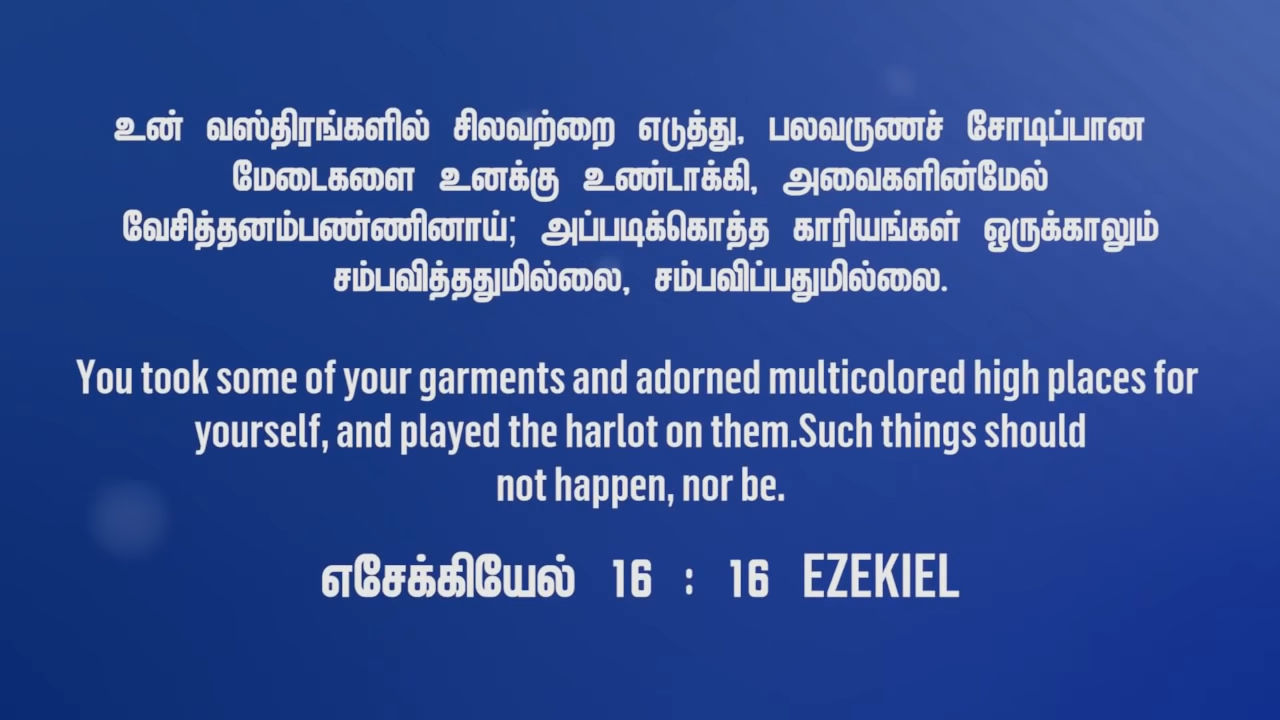 உன் வஸ்திரங்களில் சிலவற்றை எடுத்து, பலவருணச் சோடிப்பான
மேடைகளை உனக்கு உண்டாக்கி, அவைகளின்மேல்
வேசித்தனம்பண்ணினாய்; அப்படிக்கொத்த காரியங்கள் ஒருக்காலும்
சம்பவித்ததுமில்லை, சம்பவிப்பதுமில்லை.
You took some of your garments and adorned multicolored high places for
yourself, and played the harlot on them.Such things should
not happen, nor be.
எசேக்கியேல் 16 : 16 EZEKIEL